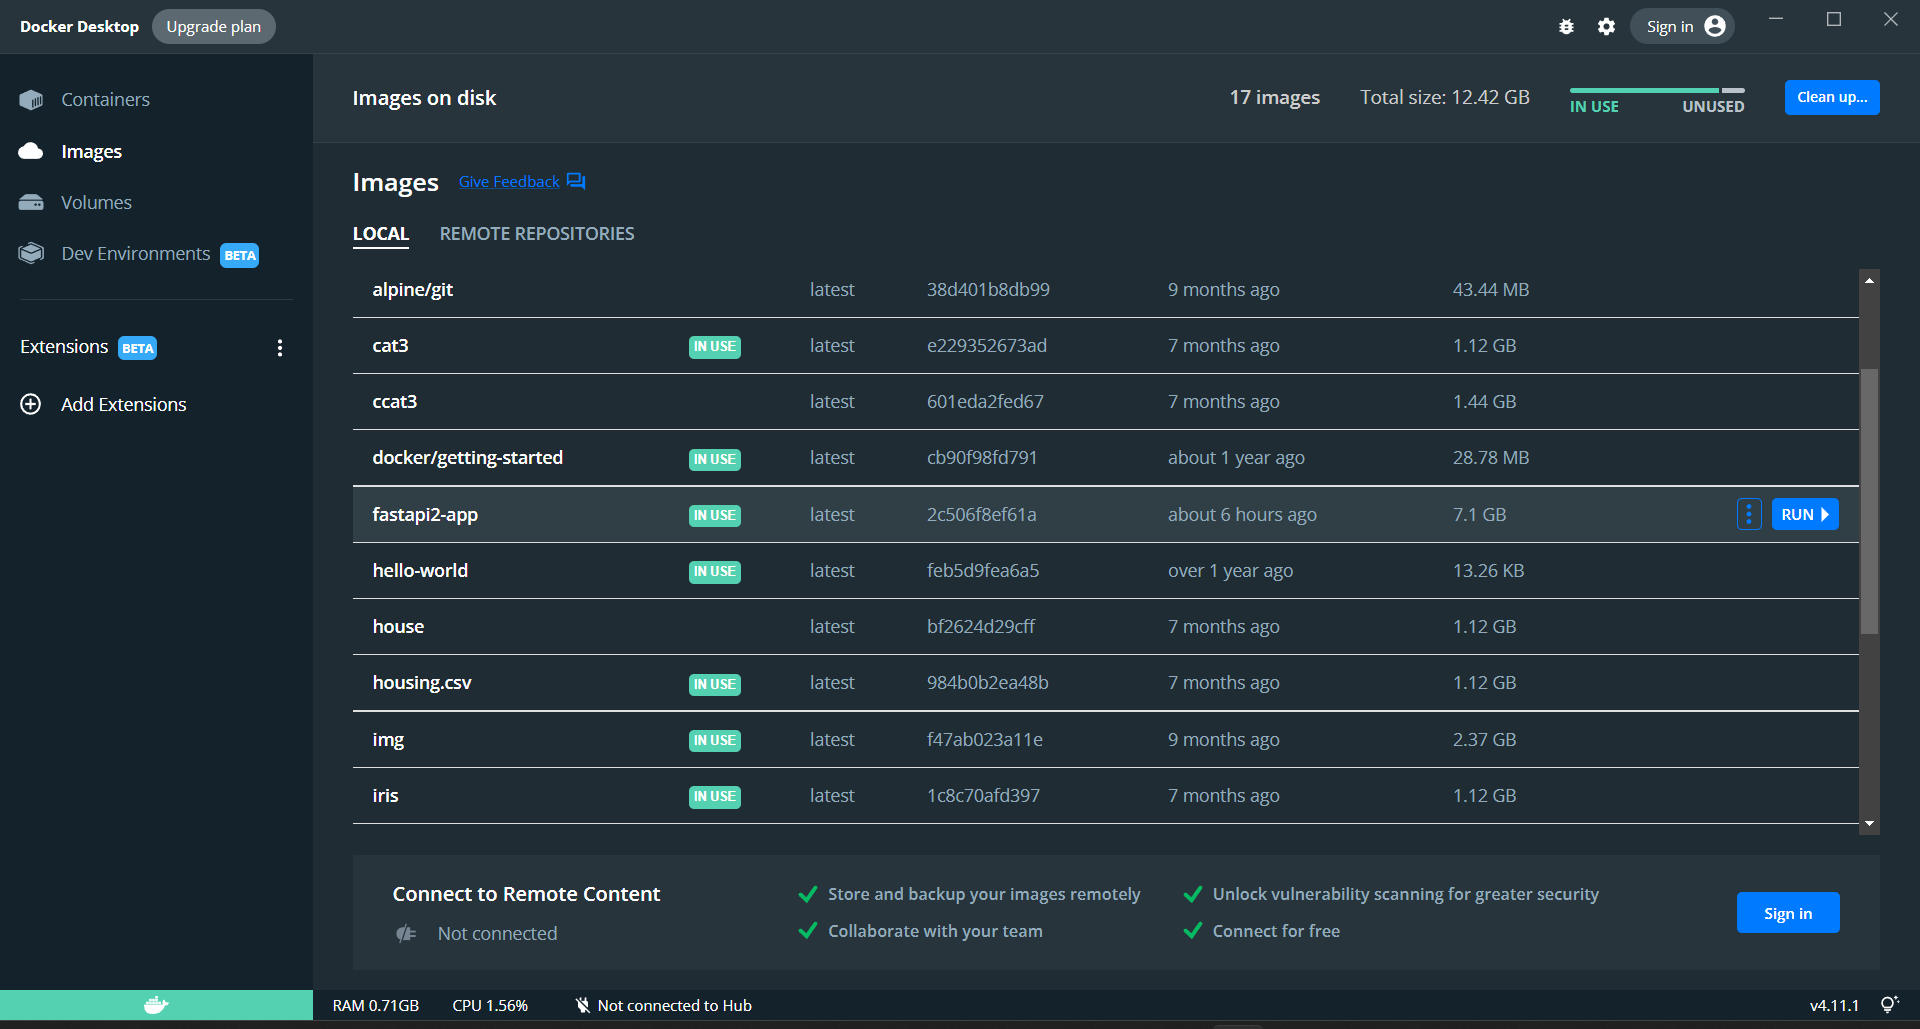 Docker Desktop Upgrade plan Sign in
Containers
Images
Volumes
Dev Environments BETA
Extensions BETA
Add Extensions
Images on disk 17 images Total size: 12.42 GB IN USE UNUSED Clean up...
Images Give Feedback
LOCAL REMOTE REPOSITORIES
alpine/git latest 38d401b8db99 9 months ago 43.44 MB
cat3 IN USE latest e229352673ad 7 months ago 1.12 GB
ccat3 latest 601eda2fed67 7 months ago 1.44 GB
docker/getting-started IN USE latest cb90f98fd791 about 1 year ago 28.78 MB
fastapi2-app IN USE latest 2c506f8ef61a about 6 hours ago 7.1 GB RUN
hello-world IN USE latest feb5d9fea6a5 over 1 year ago 13.26 KB
house latest bf2624d29cff 7 months ago 1.12 GB
housing.csv IN USE latest 984b0b2ea48b 7 months ago 1.12 GB
img IN USE latest f47ab023a11e 9 months ago 2.37 GB
iris IN USE latest 1c8c70afd397 7 months ago 1.12 GB
Connect to Remote Content
Not connected
Store and backup your images remotely
Collaborate with your team
Unlock vulnerability scanning for greater security
Connect for free
Sign in
RAM 0.71GB CPU 1.56% Not connected to Hub v4.11.1